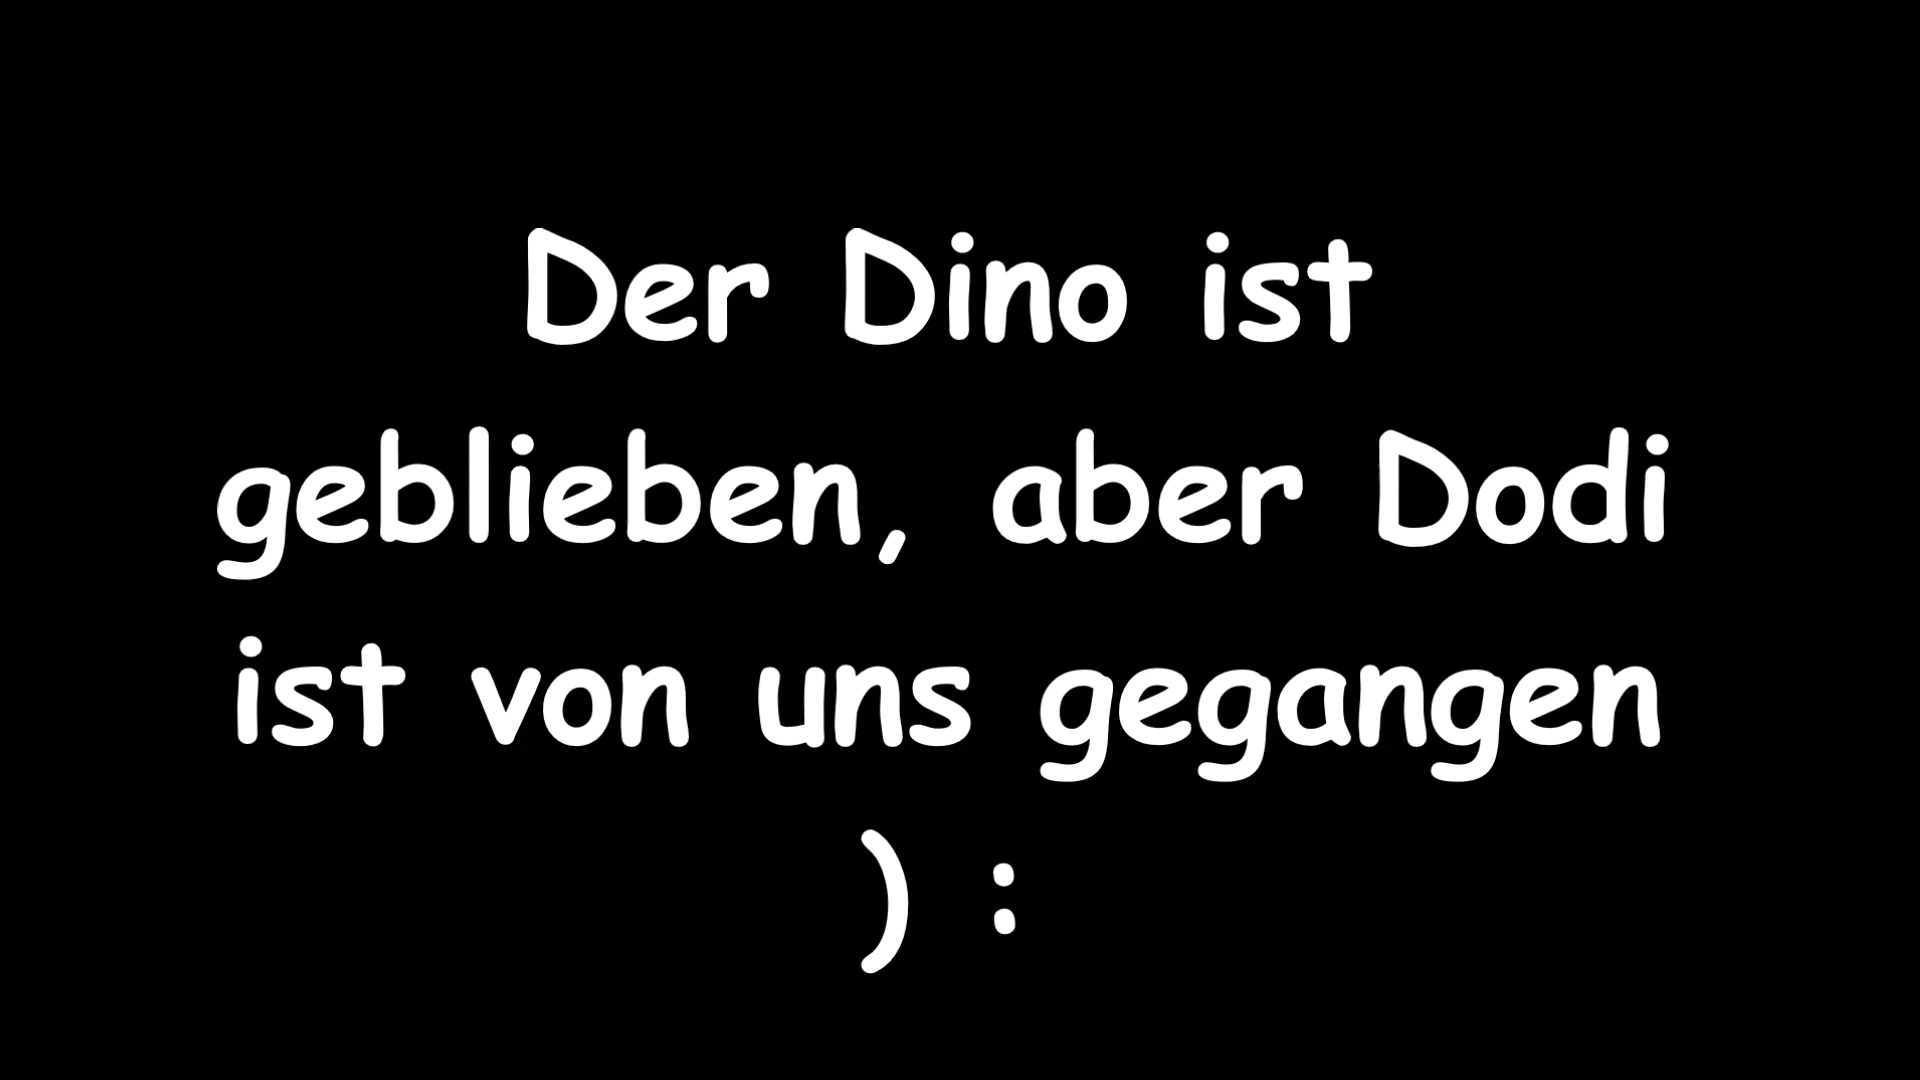 Der Dino ist
geblieben, aber Dodi
ist von uns gegangen
) :